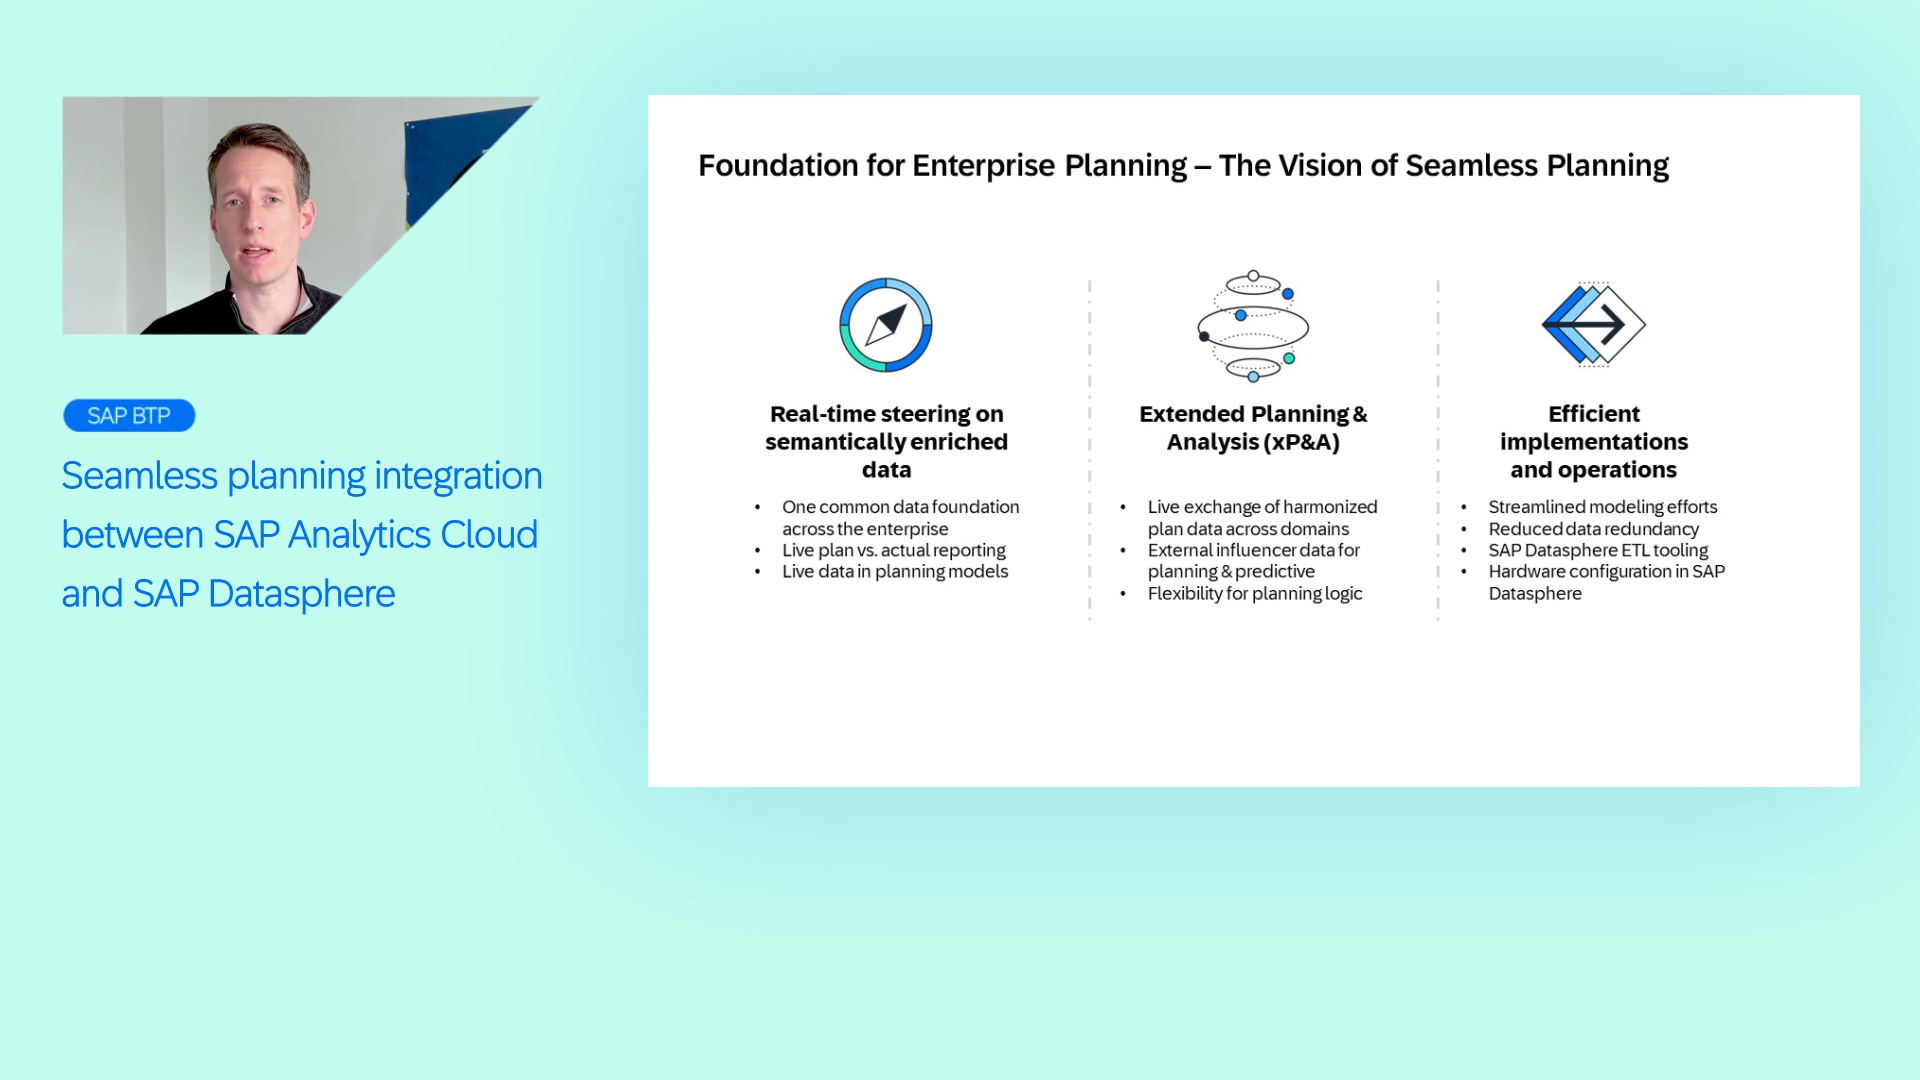 SAP BTP
Seamless planning integration
between SAP Analytics Cloud
and SAP Datasphere
Foundation for Enterprise Planning – The Vision of Seamless Planning
Real-time steering on
semantically enriched
data
• One common data foundation
across the enterprise
• Live plan vs. actual reporting
• Live data in planning models
Extended Planning &
Analysis (xP&A)
• Live exchange of harmonized
plan data across domains
• External influencer data for
planning & predictive
• Flexibility for planning logic
Efficient
implementations
and operations
• Streamlined modeling efforts
• Reduced data redundancy
• SAP Datasphere ETL tooling
• Hardware configuration in SAP
Datasphere